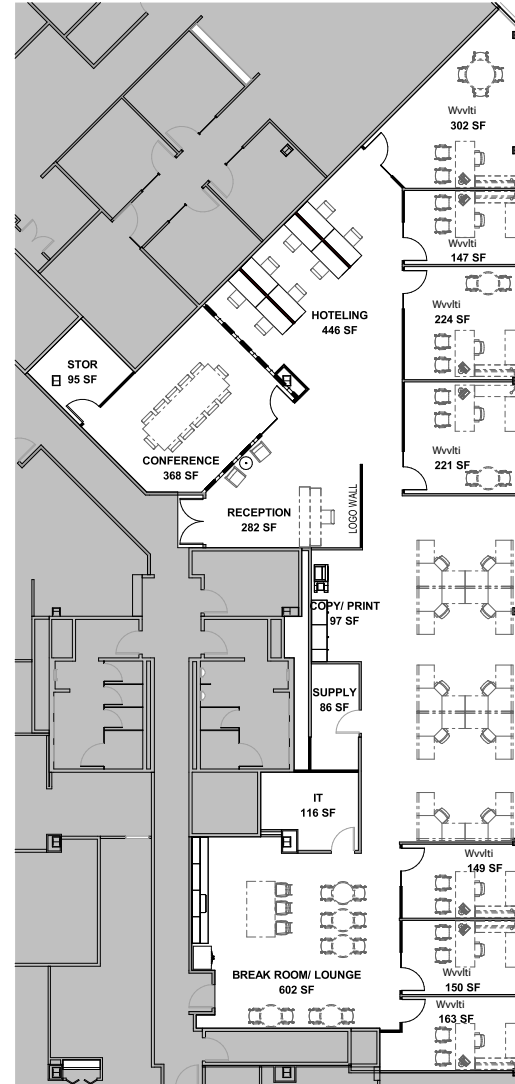 Wvvlti
302 SF
Wvvlti
147 SF
Wvvlti
224 SF
HOTELING
446 SF
STOR
95 SF
Wvvlti
221 SF
CONFERENCE
368 SF
RECEPTION
282 SF
LOGO WALL
COPY/ PRINT
97 SF
SUPPLY
86 SF
IT
116 SF
Wvvlti
149 SF
Wvvlti
150 SF
BREAK ROOM/ LOUNGE
602 SF
Wvvlti
163 SF